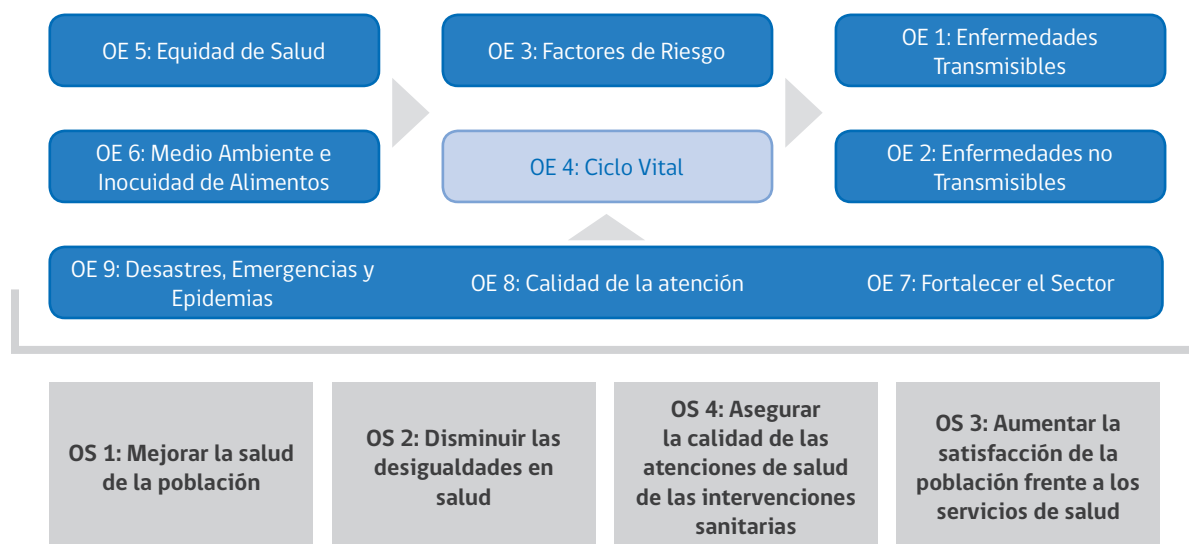 OE 5: Equidad de Salud
OE 3: Factores de Riesgo
OE 1: Enfermedades
Transmisibles
OE 6: Medio Ambiente e
Inocuidad de Alimentos
OE 4: Ciclo Vital
OE 2: Enfermedades no
Transmisibles
OE 9: Desastres, Emergencias y
Epidemias
OE 8: Calidad de la atención
OE 7: Fortalecer el Sector
OS 1: Mejorar la salud
de la población
OS 2: Disminuir las
desigualdades en
salud
OS 4: Asegurar
la calidad de las
atenciones de salud
de las intervenciones
sanitarias
OS 3: Aumentar la
satisfacción de la
población frente a los
servicios de salud